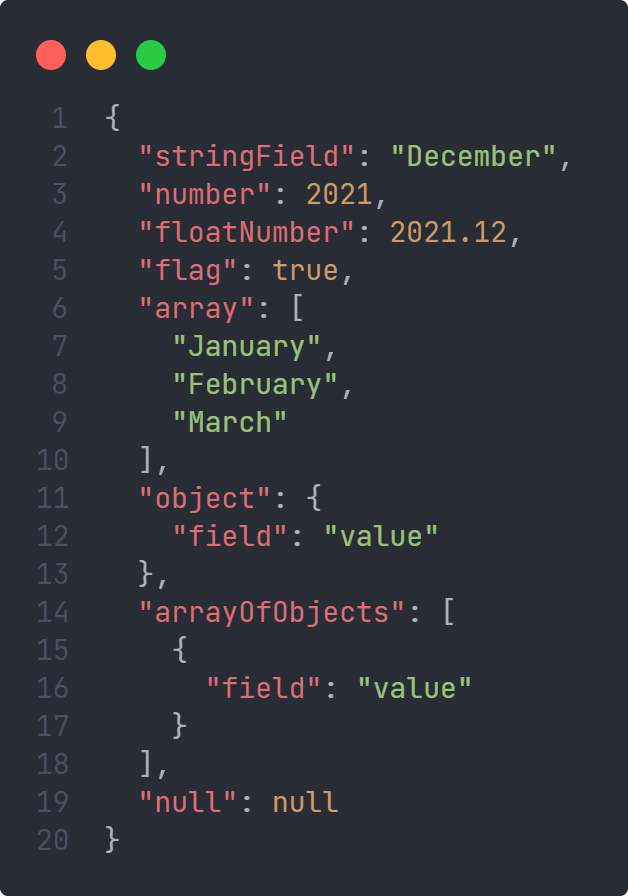 1 {
2   "stringField": "December",
3   "number": 2021,
4   "floatNumber": 2021.12,
5   "flag": true,
6   "array": [
7     "January",
8     "February",
9     "March"
10   ],
11   "object": {
12     "field": "value"
13   },
14   "arrayOfObjects": [
15     {
16       "field": "value"
17     }
18   ],
19   "null": null
20 }